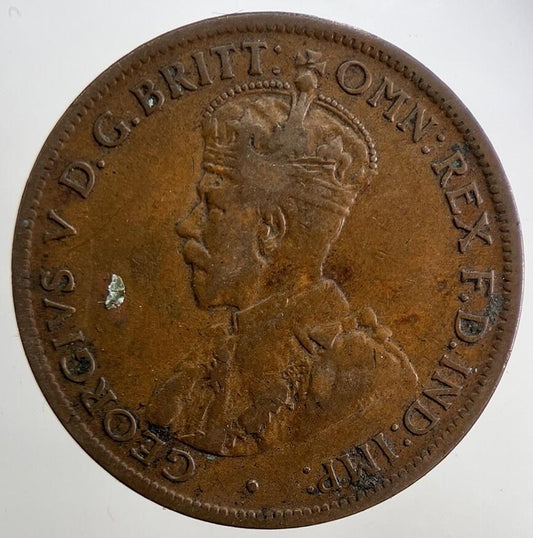 GEORGIVS V D.G.BRITT: OMN: REX F.D.IND: IMP: